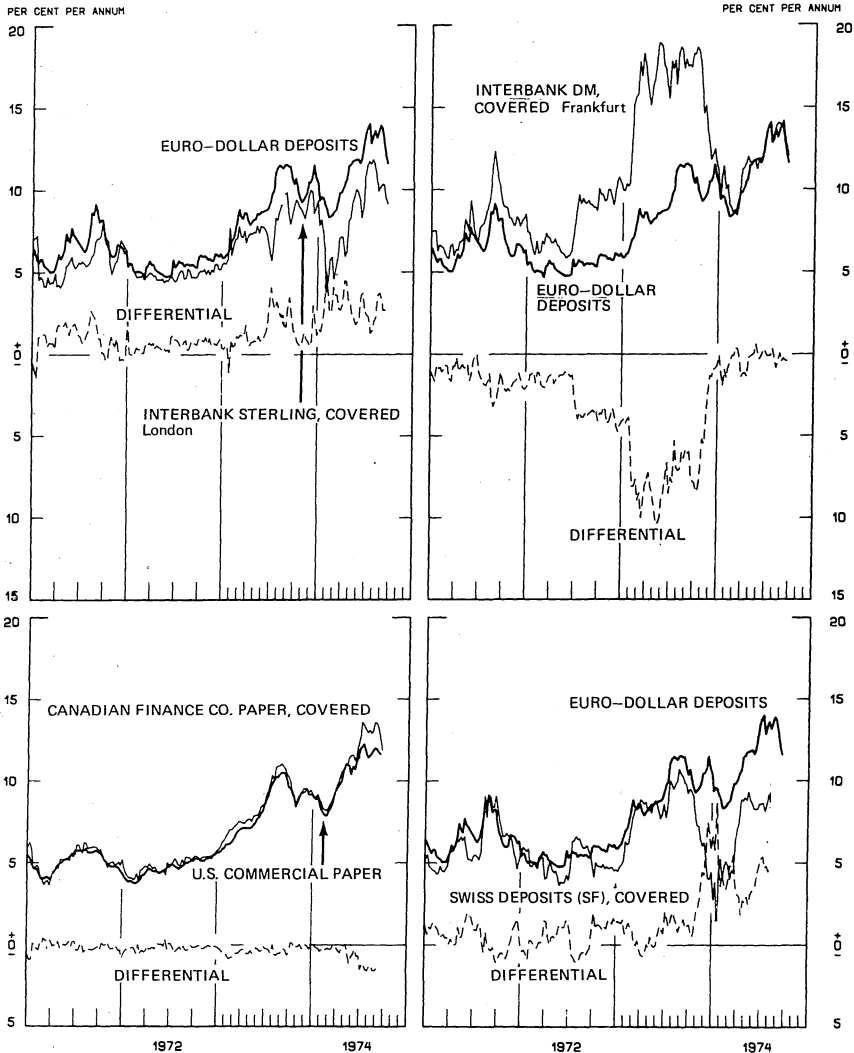 PER CENT PER ANNUM
PER CENT PER ANNUM
20
15
10
5
+
0
-
5
10
15
EURO-DOLLAR DEPOSITS
DIFFERENTIAL
INTERBANK STERLING, COVERED
London
20
15
10
5
+
0
-
5
10
15
INTERBANK DM,
COVERED Frankfurt
EURO-DOLLAR
DEPOSITS
DIFFERENTIAL
20
15
10
5
+
0
-
5
CANADIAN FINANCE CO. PAPER, COVERED
U.S. COMMERCIAL PAPER
DIFFERENTIAL
1972
1974
20
15
10
5
+
0
-
5
EURO-DOLLAR DEPOSITS
SWISS DEPOSITS (SF), COVERED
DIFFERENTIAL
1972
1974